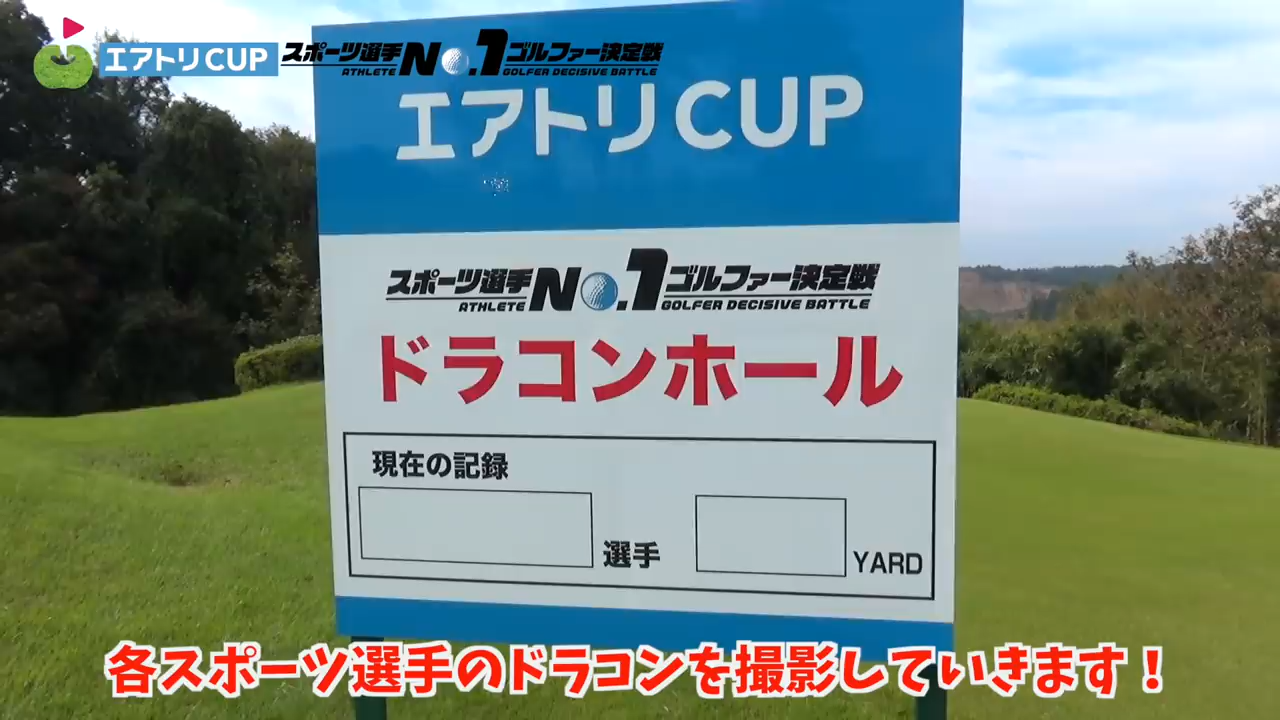 エアトリCUP スポーツ選手No.1ゴルファー決定戦
ATHLETE GOLFER DECISIVE BATTLE
エアトリCUP
スポーツ選手No.1ゴルファー決定戦
ATHLETE GOLFER DECISIVE BATTLE
ドラコンホール
現在の記録
選手 YARD
各スポーツ選手のドラコンを撮影していきます！